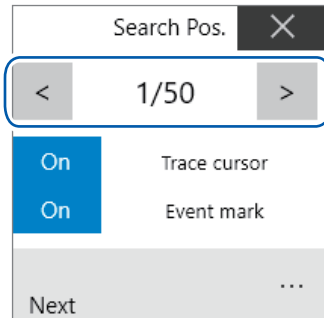 Search Pos. ×
< 1/50 >
On Trace cursor
On Event mark
...
Next